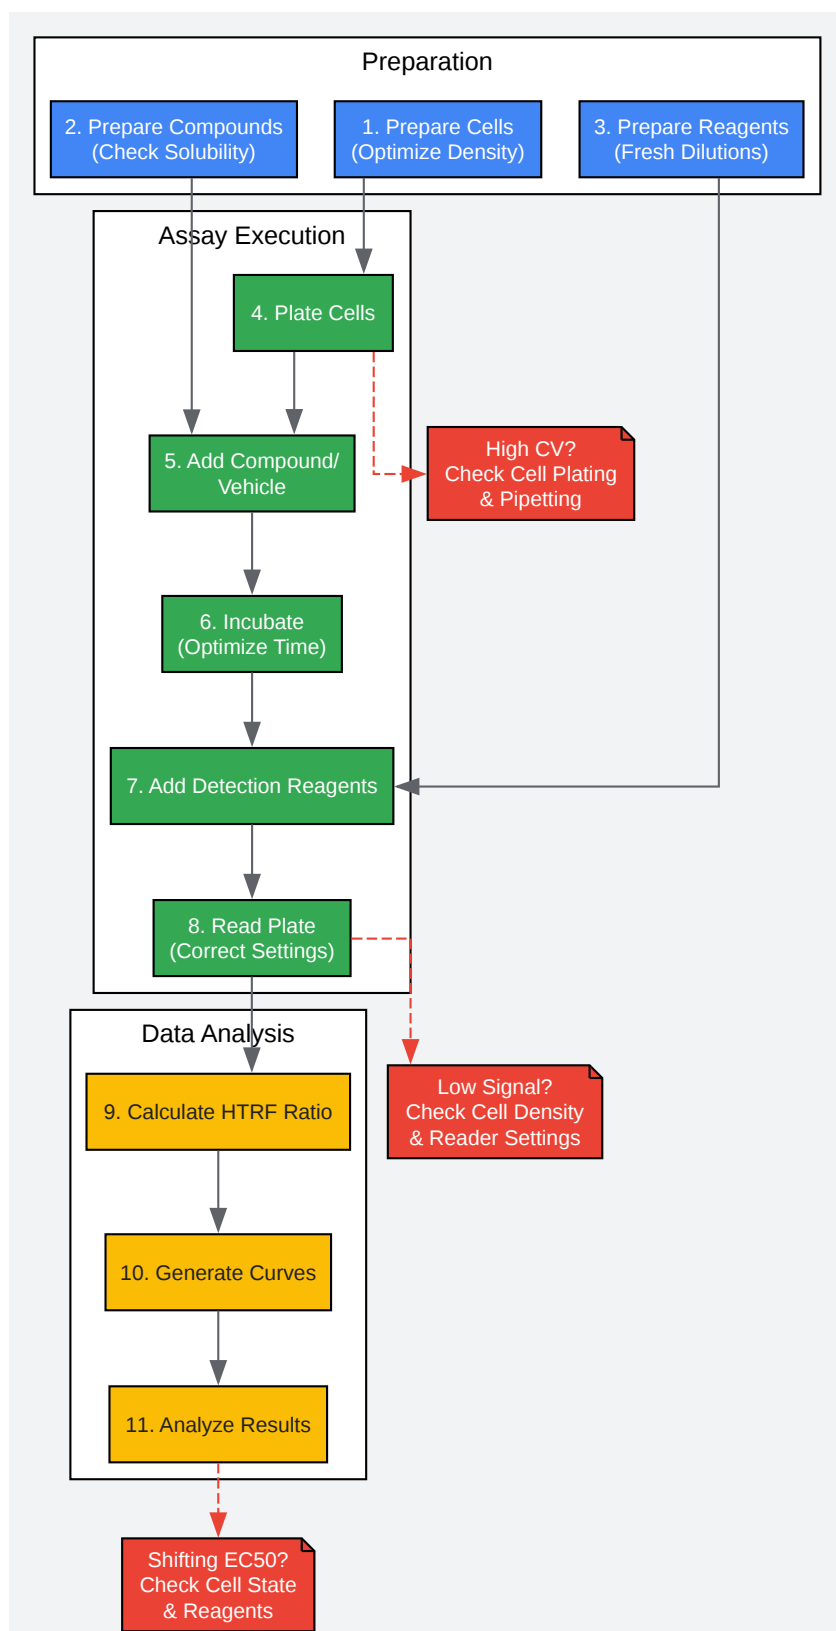 Preparation
2. Prepare Compounds
(Check Solubility)
1. Prepare Cells
(Optimize Density)
3. Prepare Reagents
(Fresh Dilutions)
Assay Execution
4. Plate Cells
5. Add Compound/
Vehicle
High CV?
Check Cell Plating
& Pipetting
6. Incubate
(Optimize Time)
7. Add Detection Reagents
8. Read Plate
(Correct Settings)
Data Analysis
9. Calculate HTRF Ratio
Low Signal?
Check Cell Density
& Reader Settings
10. Generate Curves
11. Analyze Results
Shifting EC50?
Check Cell State
& Reagents